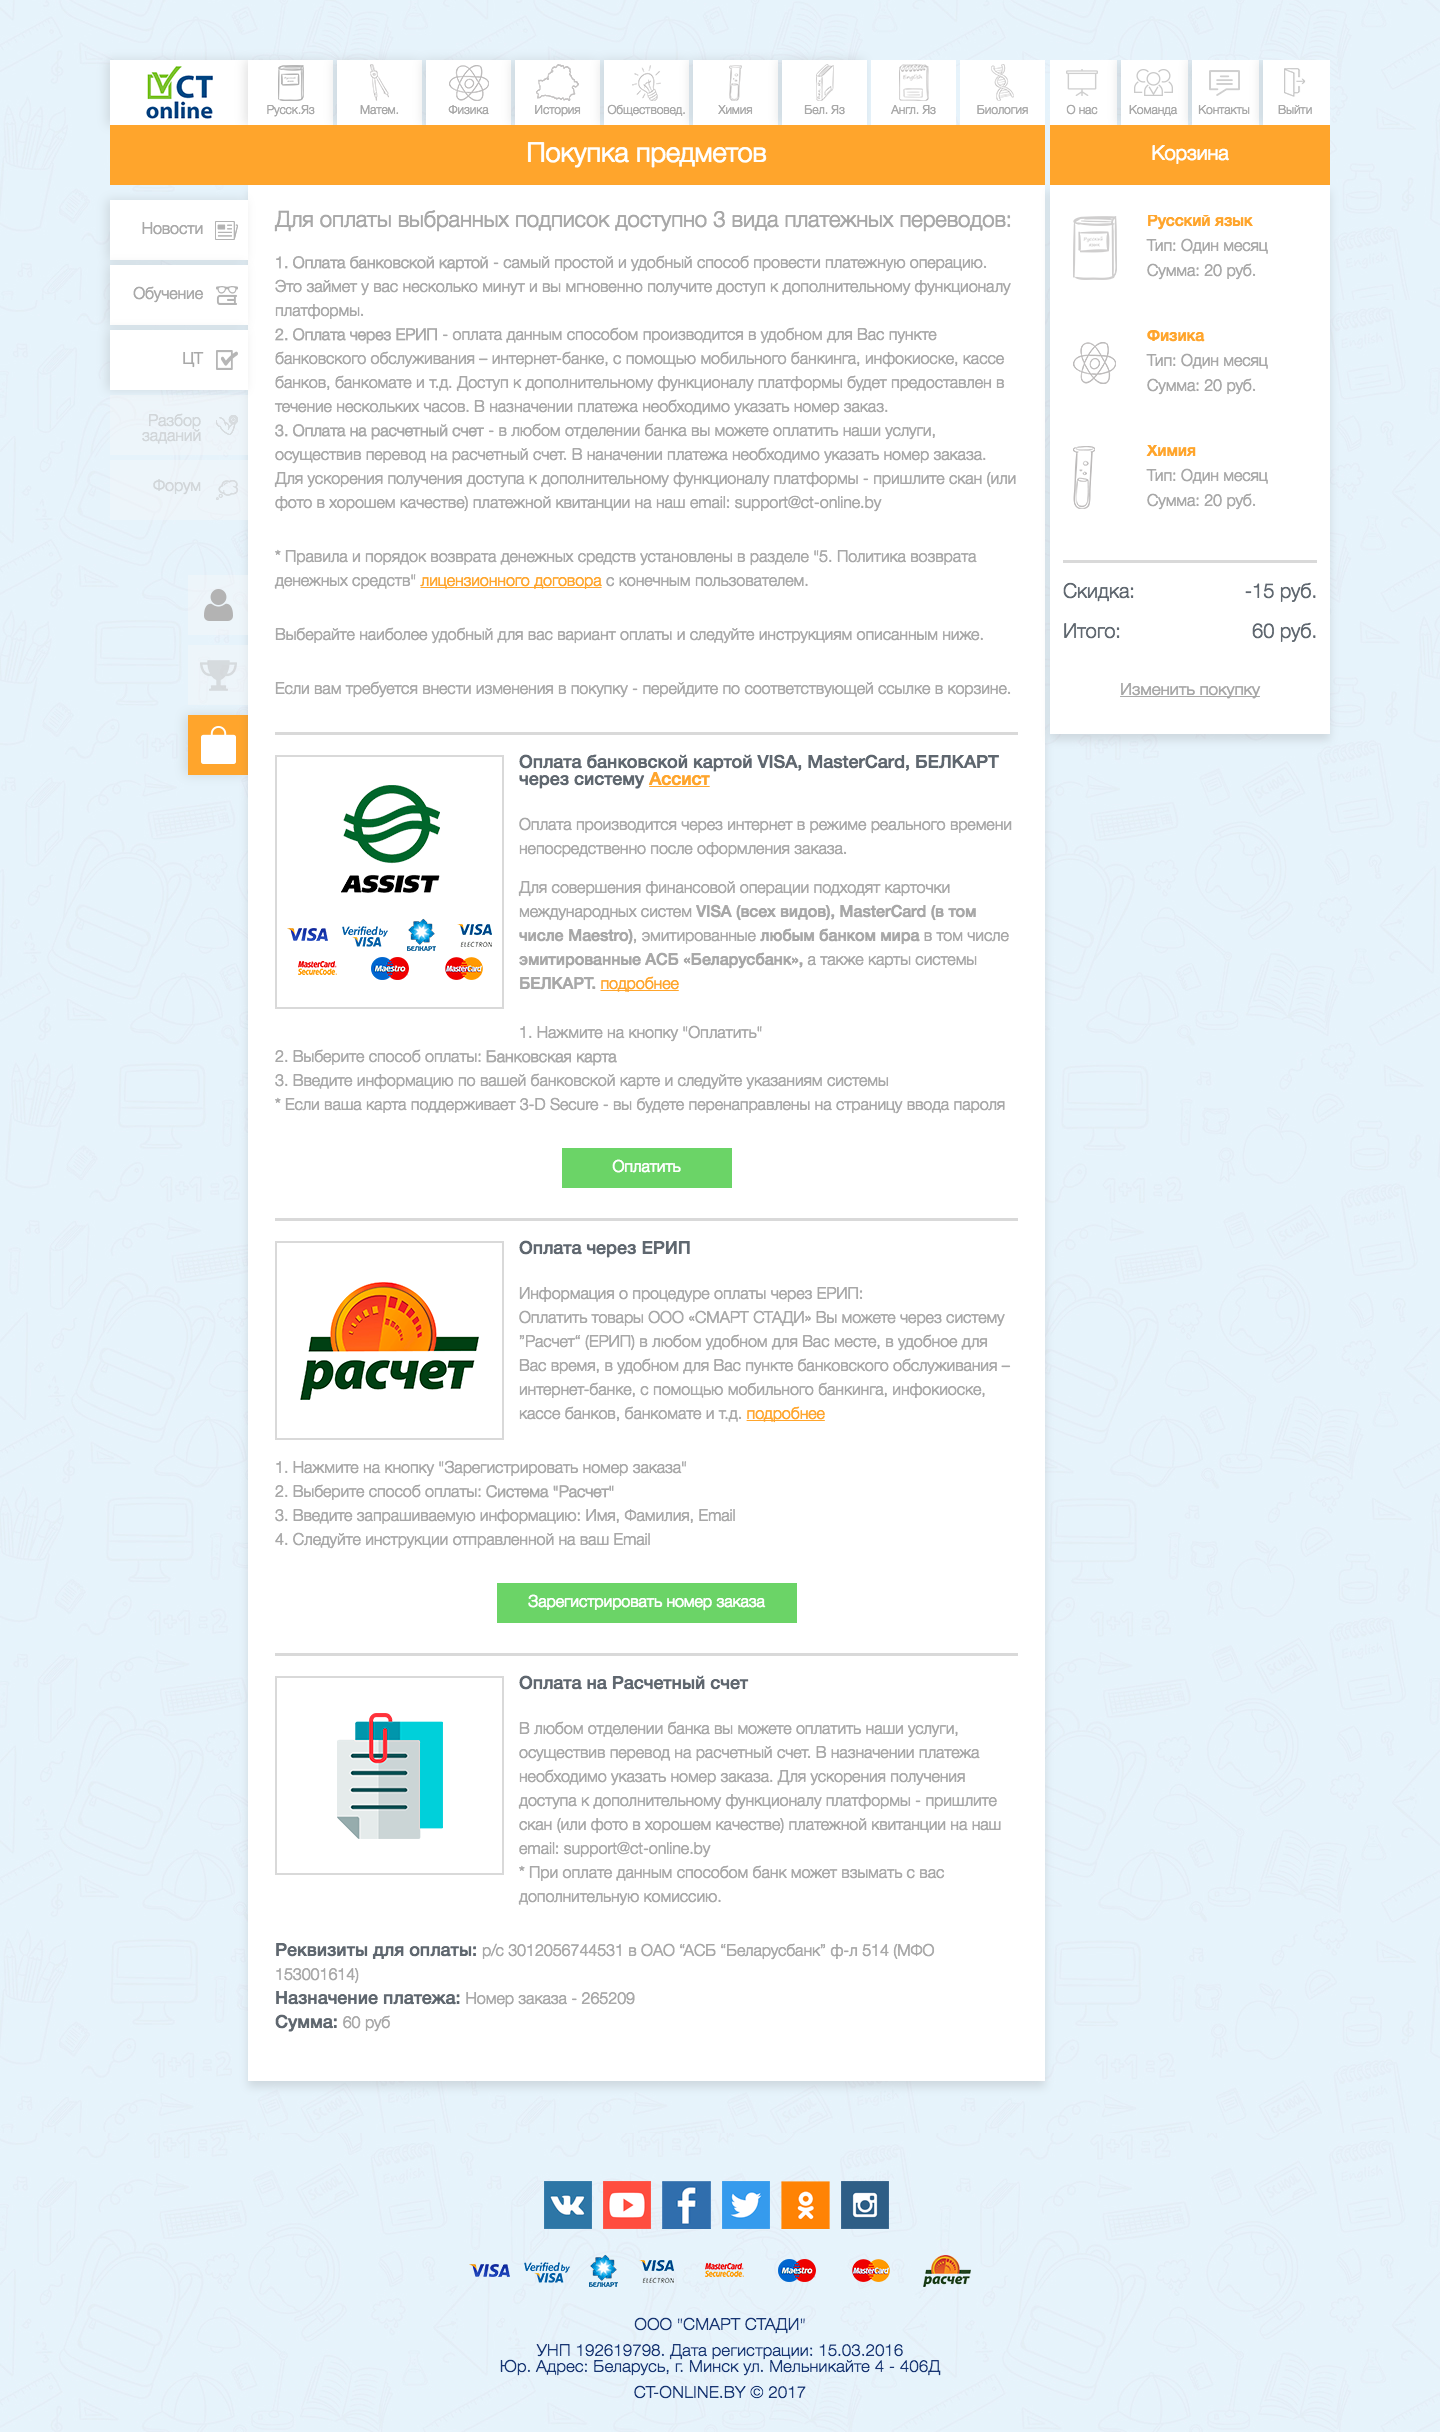 СТ
online
Русск.Яз
Матем.
Физика
История
Обществовед.
Химия
Бел. Яз
Англ. Яз
Биология
О нас
Команда
Контакты
Выйти
Покупка предметов
Корзина
Новости
Обучение
ЦТ
Разбор
заданий
Форум
Для оплаты выбранных подписок доступно 3 вида платежных переводов:
1. Оплата банковской картой - самый простой и удобный способ провести платежную операцию.
Это займет у вас несколько минут и вы мгновенно получите доступ к дополнительному функционалу
платформы.
2. Оплата через ЕРИП - оплата данным способом производится в удобном для Вас пункте
банковского обслуживания – интернет-банке, с помощью мобильного банкинга, инфокиоске, кассе
банков, банкомате и т.д. Доступ к дополнительному функционалу платформы будет предоставлен в
течение нескольких часов. В назначении платежа необходимо указать номер заказ.
3. Оплата на расчетный счет - в любом отделении банка вы можете оплатить наши услуги,
осуществив перевод на расчетный счет. В наначении платежа необходимо указать номер заказа.
Для ускорения получения доступа к дополнительному функционалу платформы - пришлите скан (или
фото в хорошем качестве) платежной квитанции на наш email: support@ct-online.by
* Правила и порядок возврата денежных средств установлены в разделе "5. Политика возврата
денежных средств" лицензионного договора с конечным пользователем.
Выберайте наиболее удобный для вас вариант оплаты и следуйте инструкциям описанным ниже.
Если вам требуется внести изменения в покупку - перейдите по соответствующей ссылке в корзине.
Русский язык
Тип: Один месяц
Сумма: 20 руб.
Физика
Тип: Один месяц
Сумма: 20 руб.
Химия
Тип: Один месяц
Сумма: 20 руб.
Скидка: -15 руб.
Итого: 60 руб.
Изменить покупку
ASSIST
VISA
Verified by
VISA
БЕЛКАРТ
VISA
ELECTRON
MasterCard.
SecureCode.
Maestro
MasterCard
Оплата банковской картой VISA, MasterCard, БЕЛКАРТ
через систему Ассист
Оплата производится через интернет в режиме реального времени
непосредственно после оформления заказа.
Для совершения финансовой операции подходят карточки
международных систем VISA (всех видов), MasterCard (в том
числе Maestro), эмитированные любым банком мира в том числе
эмитированные АСБ «Беларусбанк», а также карты системы
БЕЛКАРТ. подробнее
1. Нажмите на кнопку "Оплатить"
2. Выберите способ оплаты: Банковская карта
3. Введите информацию по вашей банковской карте и следуйте указаниям системы
* Если ваша карта поддерживает 3-D Secure - вы будете перенаправлены на страницу ввода пароля
Оплатить
расчет
Оплата через ЕРИП
Информация о процедуре оплаты через ЕРИП:
Оплатить товары ООО «СМАРТ СТАДИ» Вы можете через систему
"Расчет“ (ЕРИП) в любом удобном для Вас месте, в удобное для
Вас время, в удобном для Вас пункте банковского обслуживания –
интернет-банке, с помощью мобильного банкинга, инфокиоске,
кассе банков, банкомате и т.д. подробнее
1. Нажмите на кнопку "Зарегистрировать номер заказа"
2. Выберите способ оплаты: Система "Расчет"
3. Введите запрашиваемую информацию: Имя, Фамилия, Email
4. Следуйте инструкции отправленной на ваш Email
Зарегистрировать номер заказа
Оплата на Расчетный счет
В любом отделении банка вы можете оплатить наши услуги,
осуществив перевод на расчетный счет. В назначении платежа
необходимо указать номер заказа. Для ускорения получения
доступа к дополнительному функционалу платформы - пришлите
скан (или фото в хорошем качестве) платежной квитанции на наш
email: support@ct-online.by
* При оплате данным способом банк может взымать с вас
дополнительную комиссию.
Реквизиты для оплаты: р/с 3012056744531 в ОАО “АСБ “Беларусбанк” ф-л 514 (МФО
153001614)
Назначение платежа: Номер заказа - 265209
Сумма: 60 руб
VISA
Verified by
VISA
БЕЛКАРТ
VISA
ELECTRON
MasterCard.
SecureCode.
Maestro
MasterCard
расчет
ООО "СМАРТ СТАДИ"
УНП 192619798. Дата регистрации: 15.03.2016
Юр. Адрес: Беларусь, г. Минск ул. Мельникайте 4 - 406Д
CT-ONLINE.BY © 2017